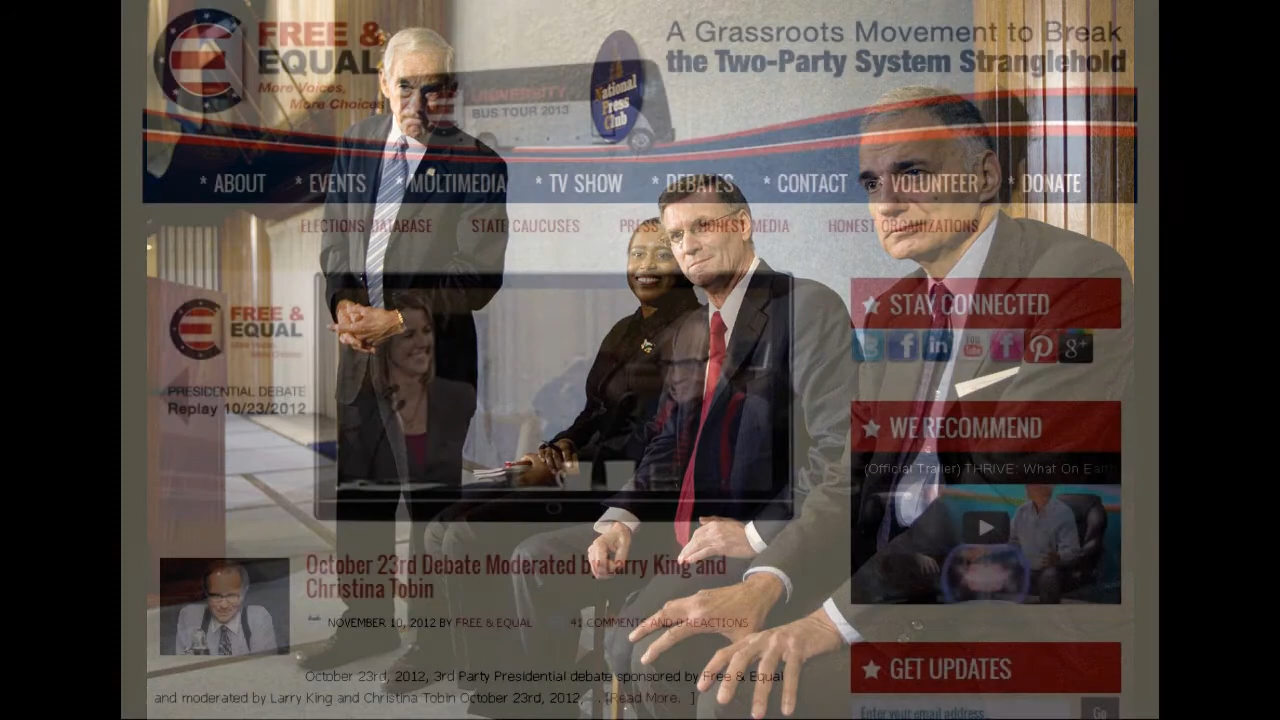 FREE &
EQUAL
More Voices,
More Choices
A Grassroots Movement to Break
the Two-Party System Stranglehold
UNIVERSITY
BUS TOUR 2013
National
Press
Club
* ABOUT * EVENTS * MULTIMEDIA * TV SHOW * DEBATES * CONTACT * VOLUNTEER * DONATE
ELECTIONS DATABASE STATE CAUCUSES PRESS HONEST MEDIA HONEST ORGANIZATIONS
FREE &
EQUAL
PRESIDENTIAL DEBATE
Replay 10/23/2012
STAY CONNECTED
You
WE RECOMMEND
(Official Trailer) THRIVE: What On Eart
October 23rd Debate Moderated by Larry King and
Christina Tobin
NOVEMBER 10, 2012 BY FREE & EQUAL 41 COMMENTS AND 0 REACTIONS
October 23rd, 2012, 3rd Party Presidential debate sponsored by Free & Equal
and moderated by Larry King and Christina Tobin October 23rd, 2012, [Read More. ]
GET UPDATES
Enter your email address. Go